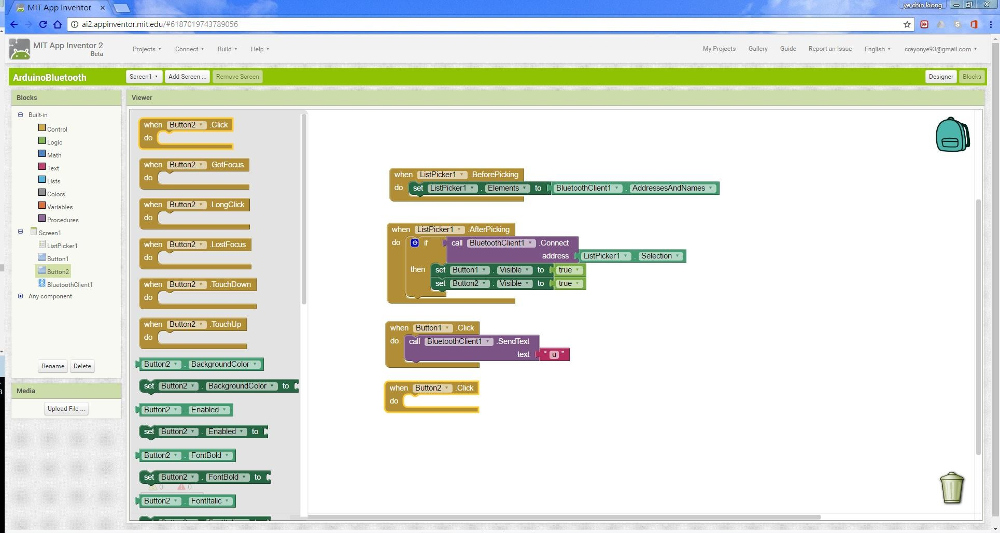 MIT App Inventor
ye chin kiong
ai2.appinventor.mit.edu/#6187019743789056
MIT App Inventor 2
Beta
Projects Connect Build Help
My Projects Gallery Guide Report an Issue English crayonye93@gmail.com
ArduinoBluetooth
Screen1 Add Screen ... Remove Screen
Designer Blocks
Blocks
Built-in
Control
Logic
Math
Text
Lists
Colors
Variables
Procedures
Screen1
ListPicker1
Button1
Button2
BluetoothClient1
Any component
Rename Delete
Media
Upload File ...
Viewer
when Button2 .Click
do
when Button2 .GotFocus
do
when Button2 .LongClick
do
when Button2 .LostFocus
do
when Button2 .TouchDown
do
when Button2 .TouchUp
do
Button2 . BackgroundColor
set Button2 . BackgroundColor to
Button2 . Enabled
set Button2 . Enabled to
Button2 . FontBold
set Button2 . FontBold to
0 0
Button2 . FontItalic
when ListPicker1 .BeforePicking
do set ListPicker1 . Elements to BluetoothClient1 . AddressesAndNames
when ListPicker1 .AfterPicking
do if call BluetoothClient1 .Connect
address ListPicker1 . Selection
then set Button1 . Visible to true
set Button2 . Visible to true
when Button1 .Click
do call BluetoothClient1 .SendText
text " u "
when Button2 .Click
do